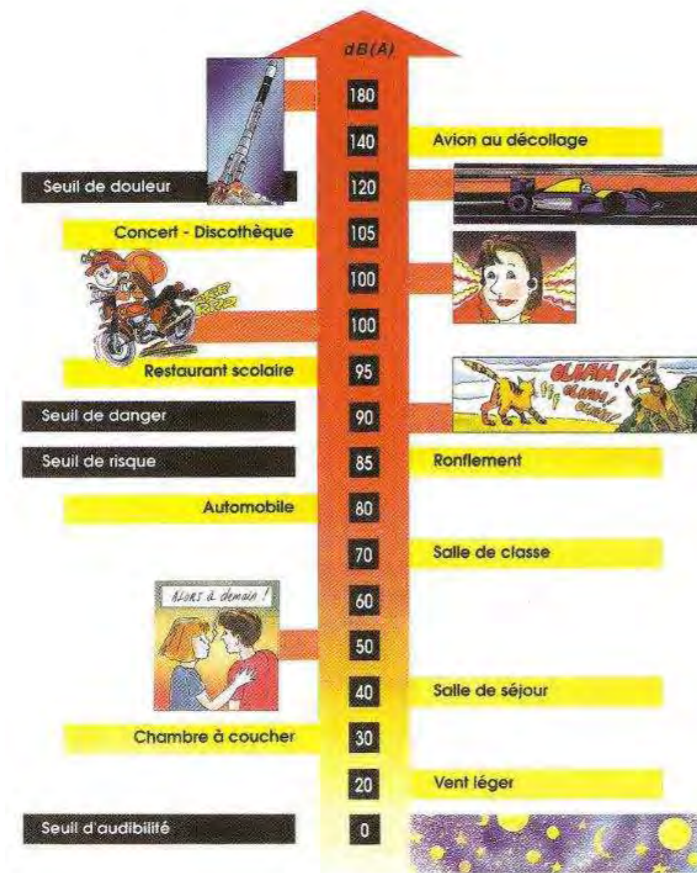 dB(A)
180
140 Avion au décollage
Seuil de douleur 120
Concert - Discothèque 105
100
100
Restaurant scolaire 95
OUAAH!
Seuil de danger 90
Seuil de risque 85 Ronflement
Automobile 80
70 Salle de classe
Alors à demain !
60
50
40 Salle de séjour
Chambre à coucher 30
20 Vent léger
Seuil d'audibilité 0